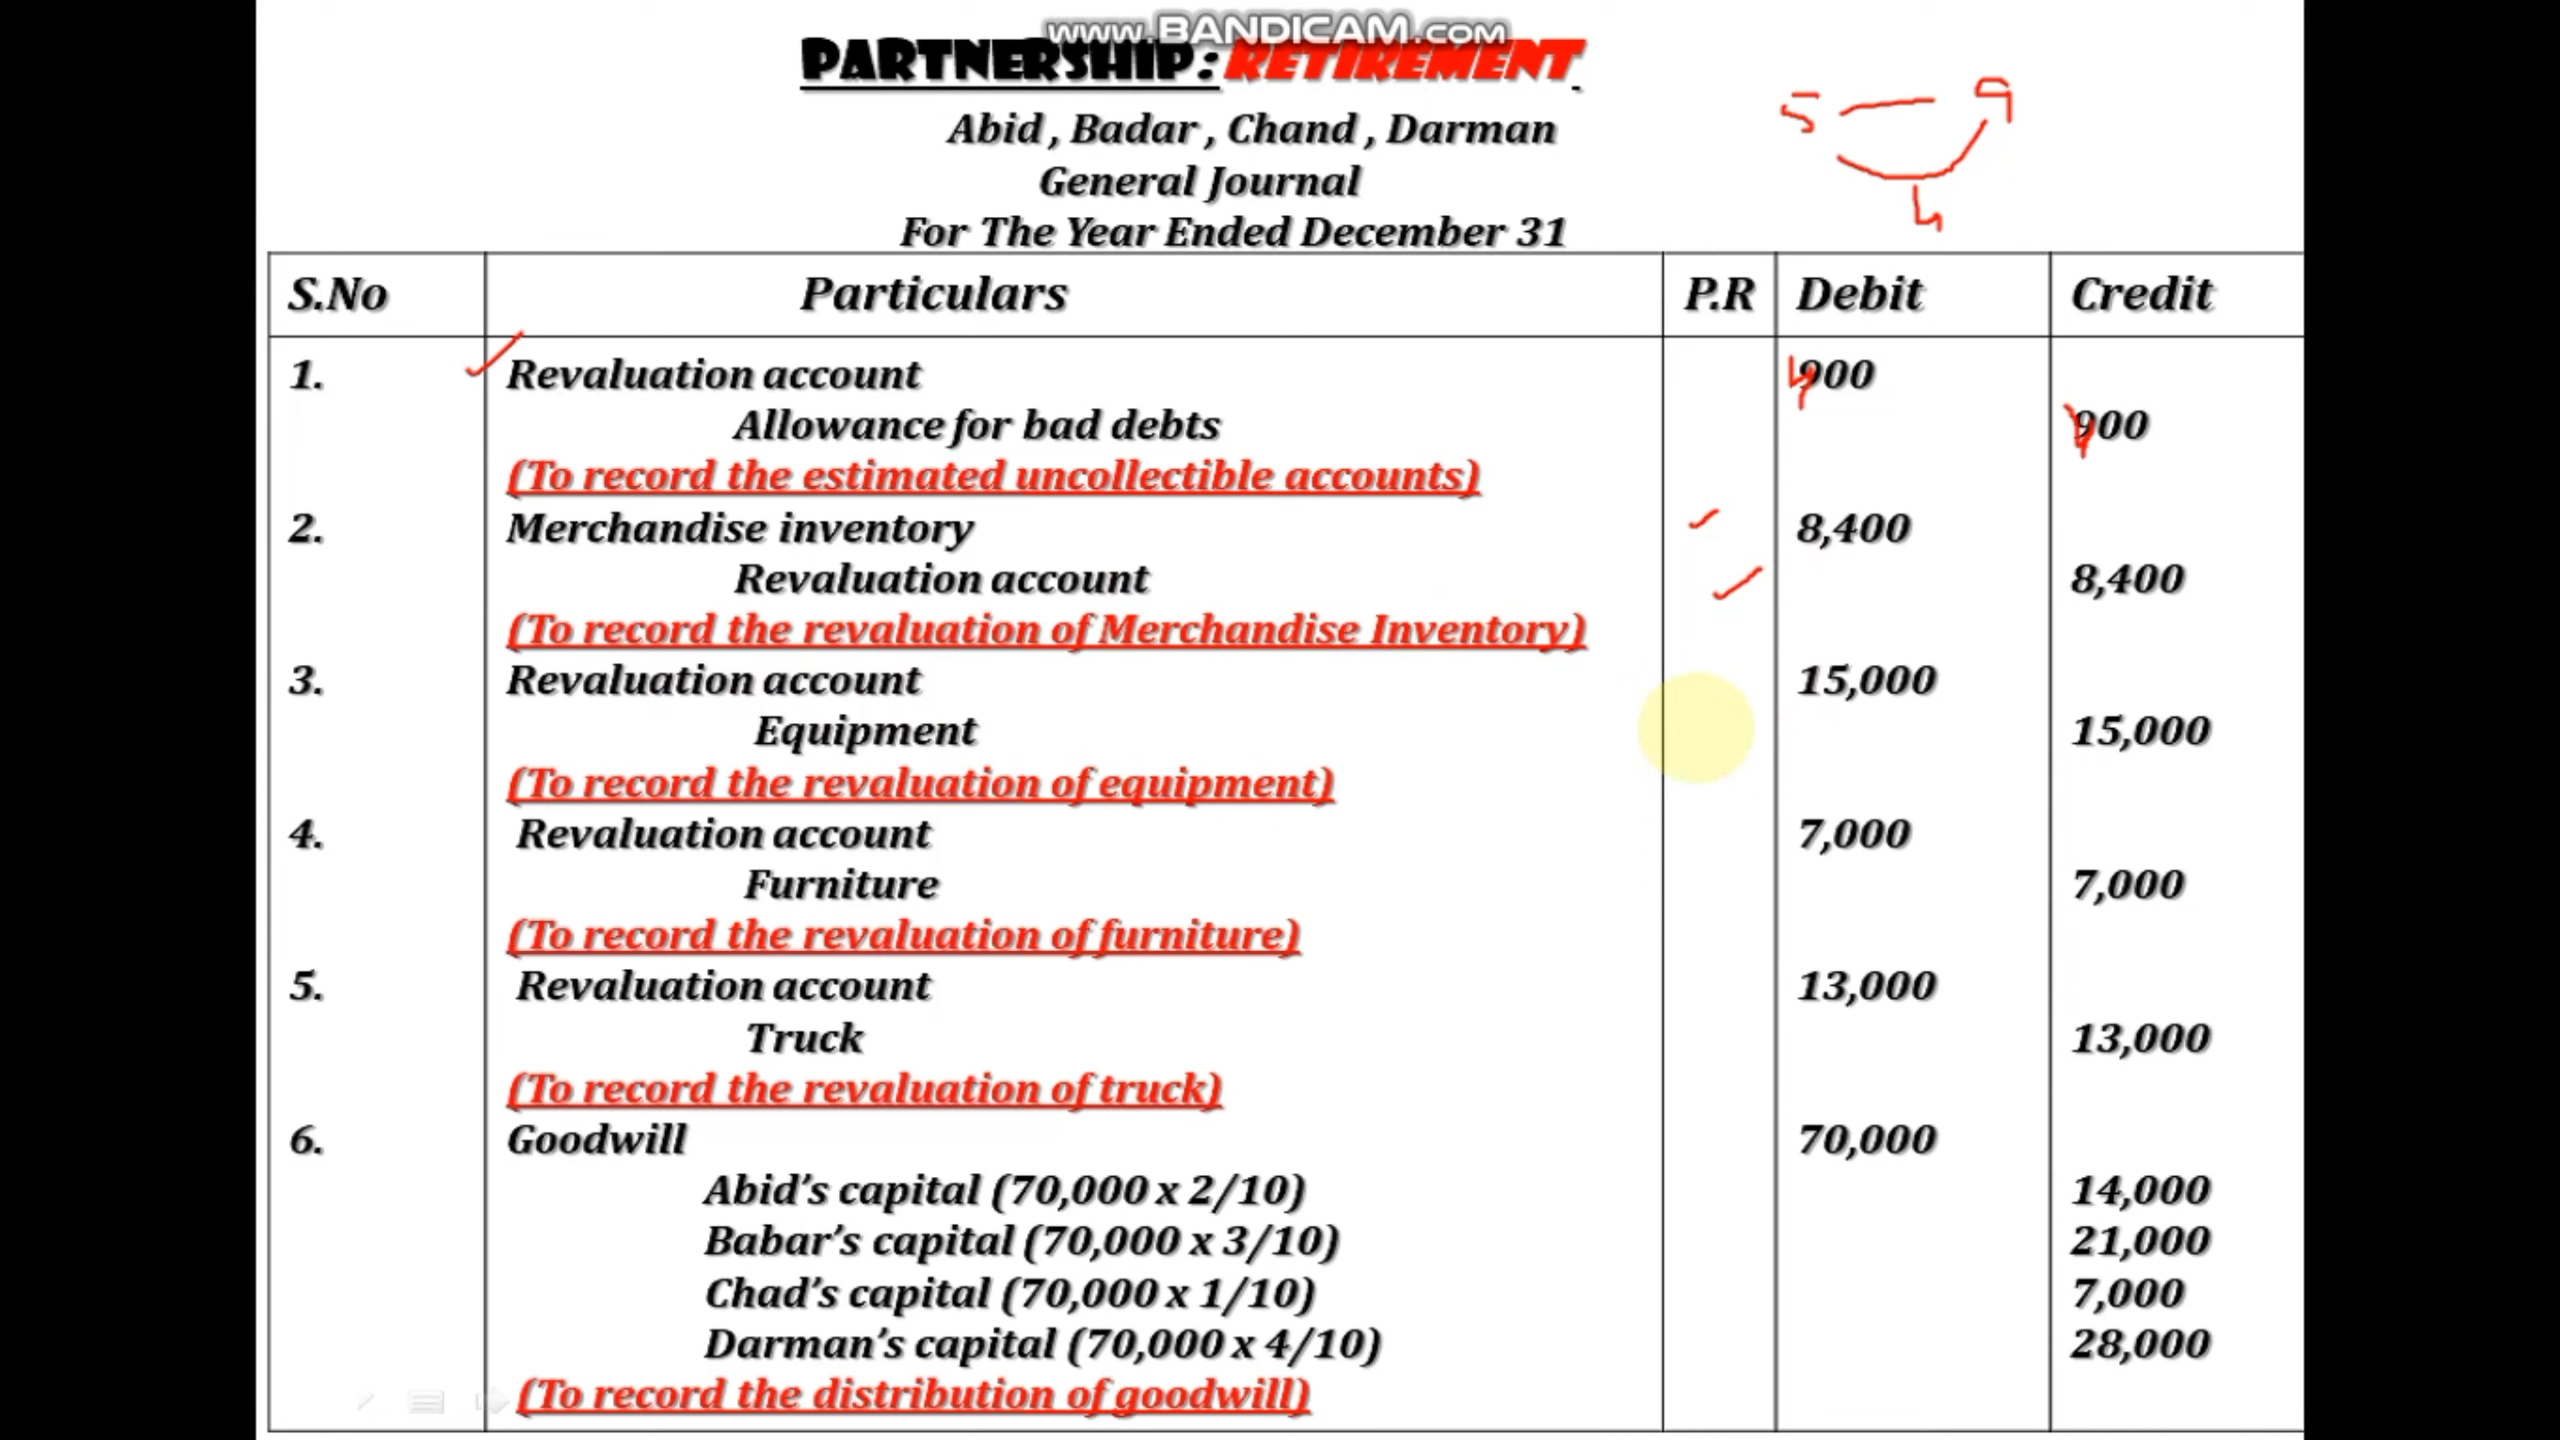 www.BANDICAM.com
PARTNERSHIP: RETIREMENT
Abid , Badar , Chand , Darman
5 9
General Journal
4
For The Year Ended December 31
S.No Particulars P.R Debit Credit
1. Revaluation account 900
4
Allowance for bad debts 900
(To record the estimated uncollectible accounts)
2. Merchandise inventory 8,400
Revaluation account 8,400
(To record the revaluation of Merchandise Inventory)
3. Revaluation account 15,000
Equipment 15,000
(To record the revaluation of equipment)
4. Revaluation account 7,000
Furniture 7,000
(To record the revaluation of furniture)
5. Revaluation account 13,000
Truck 13,000
(To record the revaluation of truck)
6. Goodwill 70,000
Abid’s capital (70,000 x 2/10) 14,000
Babar’s capital (70,000 x 3/10) 21,000
Chad’s capital (70,000 x 1/10) 7,000
Darman’s capital (70,000 x 4/10) 28,000
(To record the distribution of goodwill)